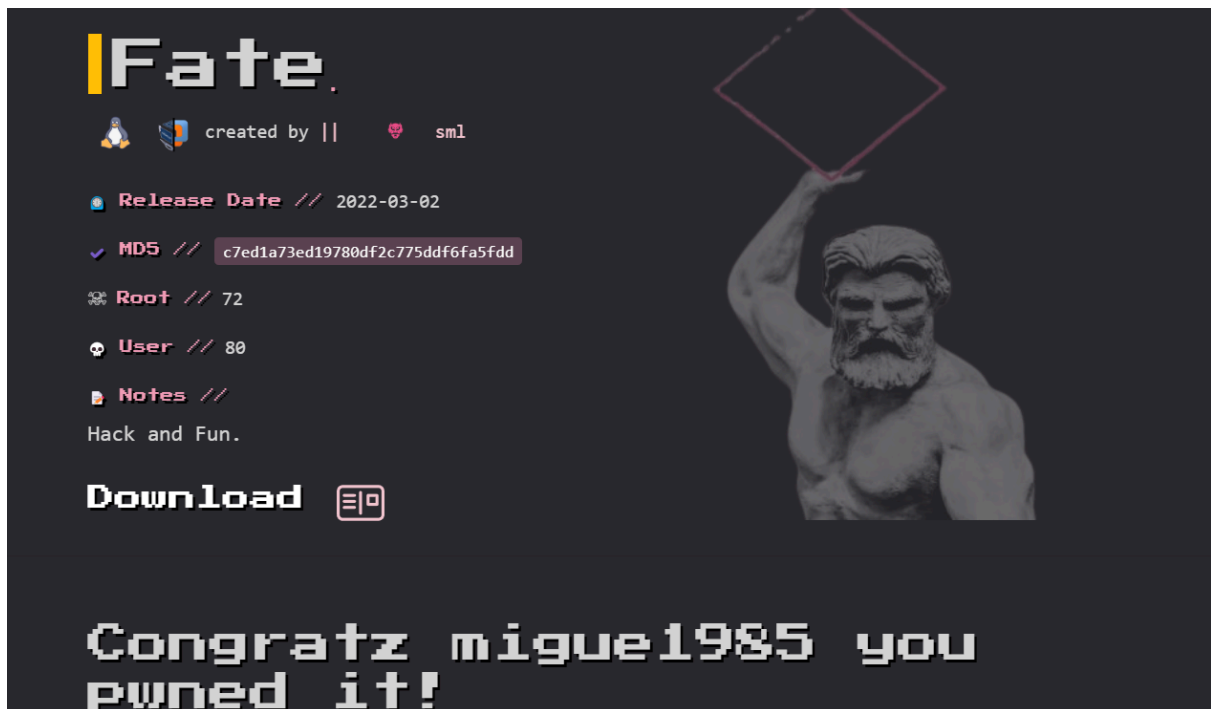 Fate.
created by || sml
Release Date // 2022-03-02
MD5 // c7ed1a73ed19780df2c775ddf6fa5fdd
Root // 72
User // 80
Notes //
Hack and Fun.
Download
Congratz migue1985 you
pwned it!